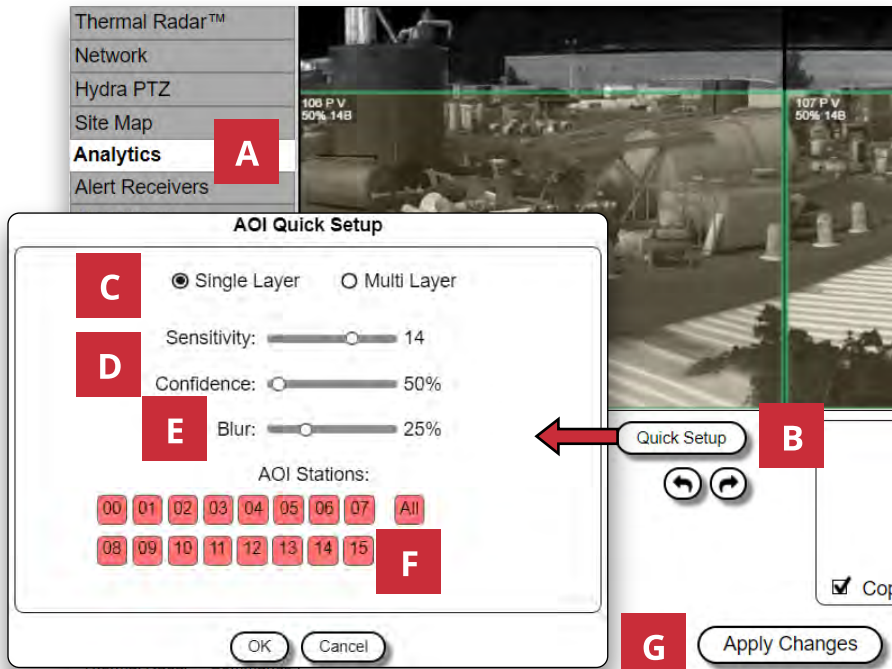 Thermal Radar™
Network
Hydra PTZ
Site Map
Analytics
A
Alert Receivers
106 P V
50% 14B
107 P V
50% 14B
AOI Quick Setup
C
Single Layer
Multi Layer
D
Sensitivity:
14
Confidence:
50%
E
Blur:
25%
AOI Stations:
00 01 02 03 04 05 06 07 All
08 09 10 11 12 13 14 15
F
OK
Cancel
Quick Setup
B
Cop
G
Apply Changes